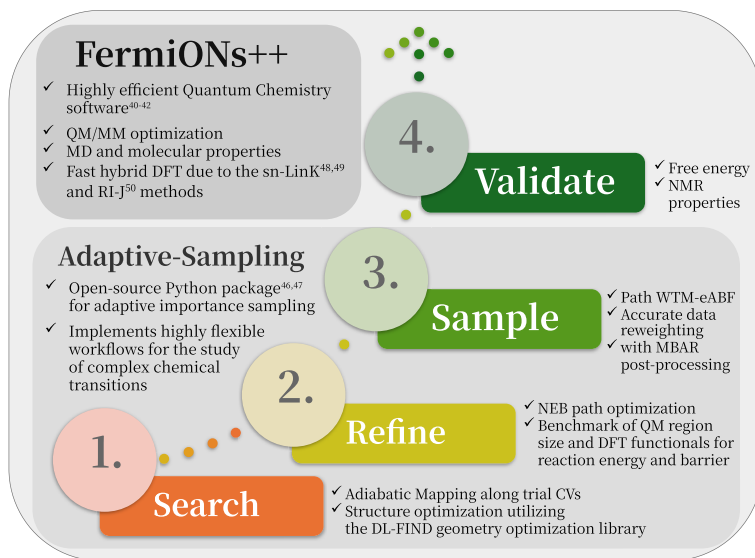 FermiONs++
✓ Highly efficient Quantum Chemistry
software40-42
✓ QM/MM optimization
✓ MD and molecular properties
✓ Fast hybrid DFT due to the sn-LinK48,49
and RI-J50 methods
4.
Validate
✓ Free energy
✓ NMR
properties
Adaptive-Sampling
✓ Open-source Python package46,47
for adaptive importance sampling
✓ Implements highly flexible
workflows for the study
of complex chemical
transitions
3.
Sample
✓ Path WTM-eABF
✓ Accurate data
reweighting
✓ with MBAR
post-processing
2.
Refine
✓ NEB path optimization
✓ Benchmark of QM region
size and DFT functionals for
reaction energy and barrier
1.
Search
✓ Adiabatic Mapping along trial CVs
✓ Structure optimization utilizing
the DL-FIND geometry optimization library